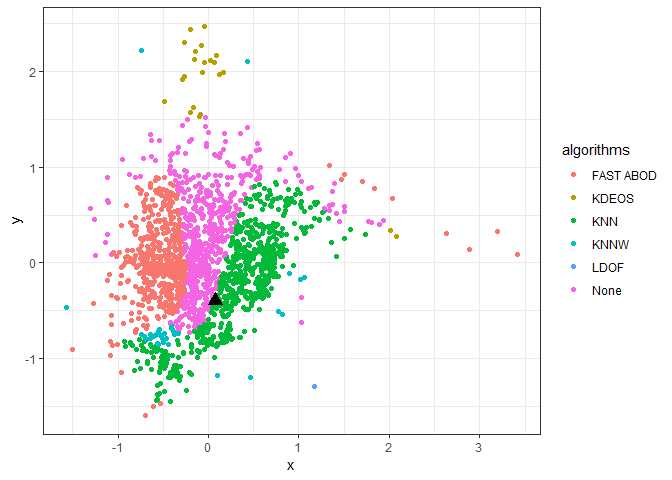 2
1
0
-1
y
-1
0
1
2
3
x
algorithms
FAST ABOD
KDEOS
KNN
KNNW
LDOF
None